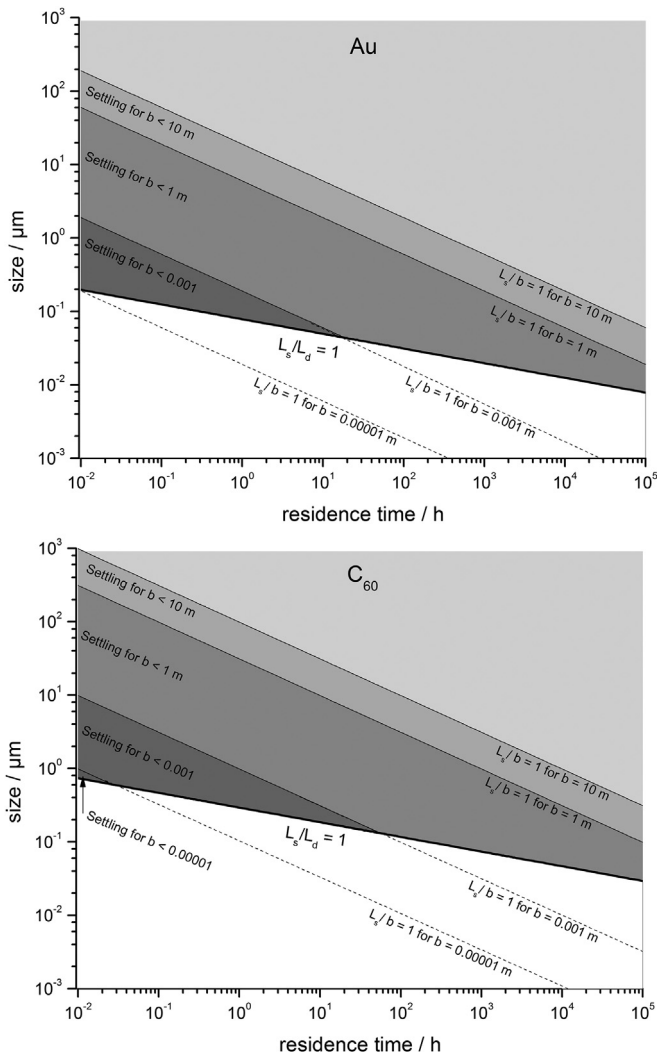 Au
10³
10²
10¹
10⁰
10⁻¹
10⁻²
10⁻³
size / µm
Settling for b < 10 m
Settling for b < 1 m
Settling for b < 0.001
Lₛ/b = 1 for b = 10 m
Lₛ/b = 1 for b = 1 m
Lₛ/L_d = 1
Lₛ/b = 1 for b = 0.001 m
Lₛ/b = 1 for b = 0.00001 m
10⁻² 10⁻¹ 10⁰ 10¹ 10² 10³ 10⁴ 10⁵
residence time / h
C₆₀
10³
10²
10¹
10⁰
10⁻¹
10⁻²
10⁻³
size / µm
Settling for b < 10 m
Settling for b < 1 m
Settling for b < 0.001
Settling for b < 0.00001
Lₛ/b = 1 for b = 10 m
Lₛ/b = 1 for b = 1 m
Lₛ/L_d = 1
Lₛ/b = 1 for b = 0.001 m
Lₛ/b = 1 for b = 0.00001 m
10⁻² 10⁻¹ 10⁰ 10¹ 10² 10³ 10⁴ 10⁵
residence time / h